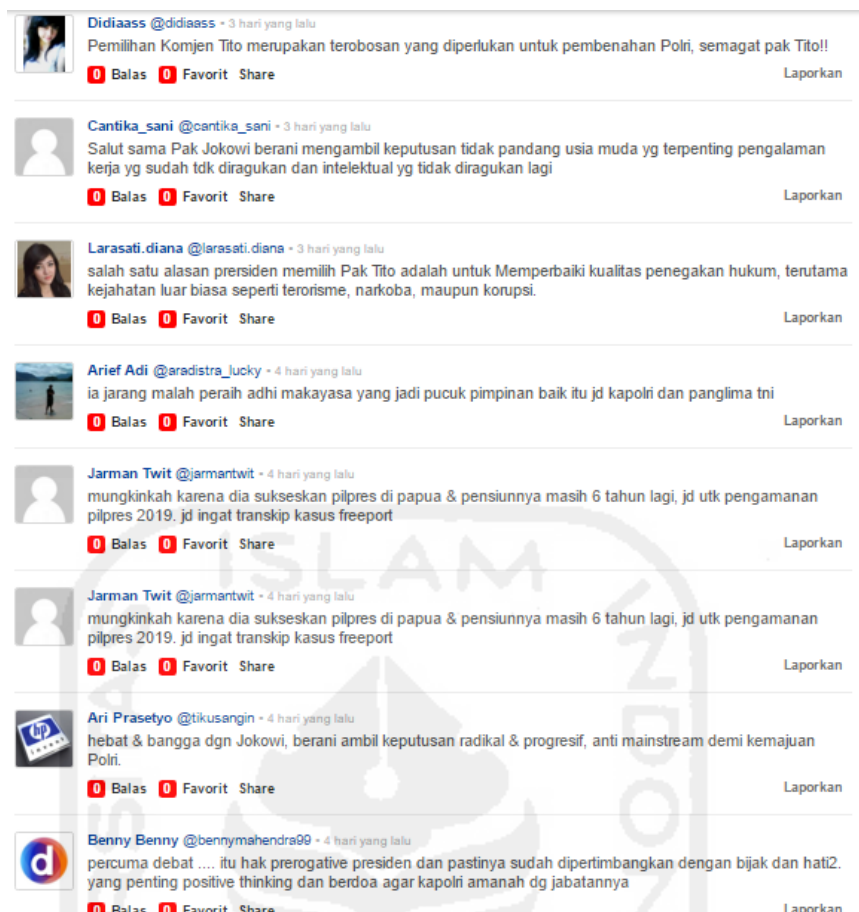 Didiaass @didiaass • 3 hari yang lalu
Pemilihan Komjen Tito merupakan terobosan yang diperlukan untuk pembenahan Polri, semagat pak Tito!!
0 Balas 0 Favorit Share Laporkan
Cantika_sani @cantika_sani • 3 hari yang lalu
Salut sama Pak Jokowi berani mengambil keputusan tidak pandang usia muda yg terpenting pengalaman
kerja yg sudah tdk diragukan dan intelektual yg tidak diragukan lagi
0 Balas 0 Favorit Share Laporkan
Larasati.diana @larasati.diana • 3 hari yang lalu
salah satu alasan prersiden memilih Pak Tito adalah untuk Memperbaiki kualitas penegakan hukum, terutama
kejahatan luar biasa seperti terorisme, narkoba, maupun korupsi.
0 Balas 0 Favorit Share Laporkan
Arief Adi @aradistra_lucky • 4 hari yang lalu
ia jarang malah peraih adhi makayasa yang jadi pucuk pimpinan baik itu jd kapolri dan panglima tni
0 Balas 0 Favorit Share Laporkan
Jarman Twit @jarmantwit • 4 hari yang lalu
mungkinkah karena dia sukseskan pilpres di papua & pensiunnya masih 6 tahun lagi, jd utk pengamanan
pilpres 2019. jd ingat transkip kasus freeport
0 Balas 0 Favorit Share Laporkan
Jarman Twit @jarmantwit • 4 hari yang lalu
mungkinkah karena dia sukseskan pilpres di papua & pensiunnya masih 6 tahun lagi, jd utk pengamanan
pilpres 2019. jd ingat transkip kasus freeport
0 Balas 0 Favorit Share Laporkan
Ari Prasetyo @tikusangin • 4 hari yang lalu
hebat & bangga dgn Jokowi, berani ambil keputusan radikal & progresif, anti mainstream demi kemajuan
Polri.
0 Balas 0 Favorit Share Laporkan
Benny Benny @bennymahendra99 • 4 hari yang lalu
percuma debat .... itu hak prerogative presiden dan pastinya sudah dipertimbangkan dengan bijak dan hati2.
yang penting positive thinking dan berdoa agar kapolri amanah dg jabatannya
0 Balas 0 Favorit Share Laporkan
ISLAM
hp
invent
d